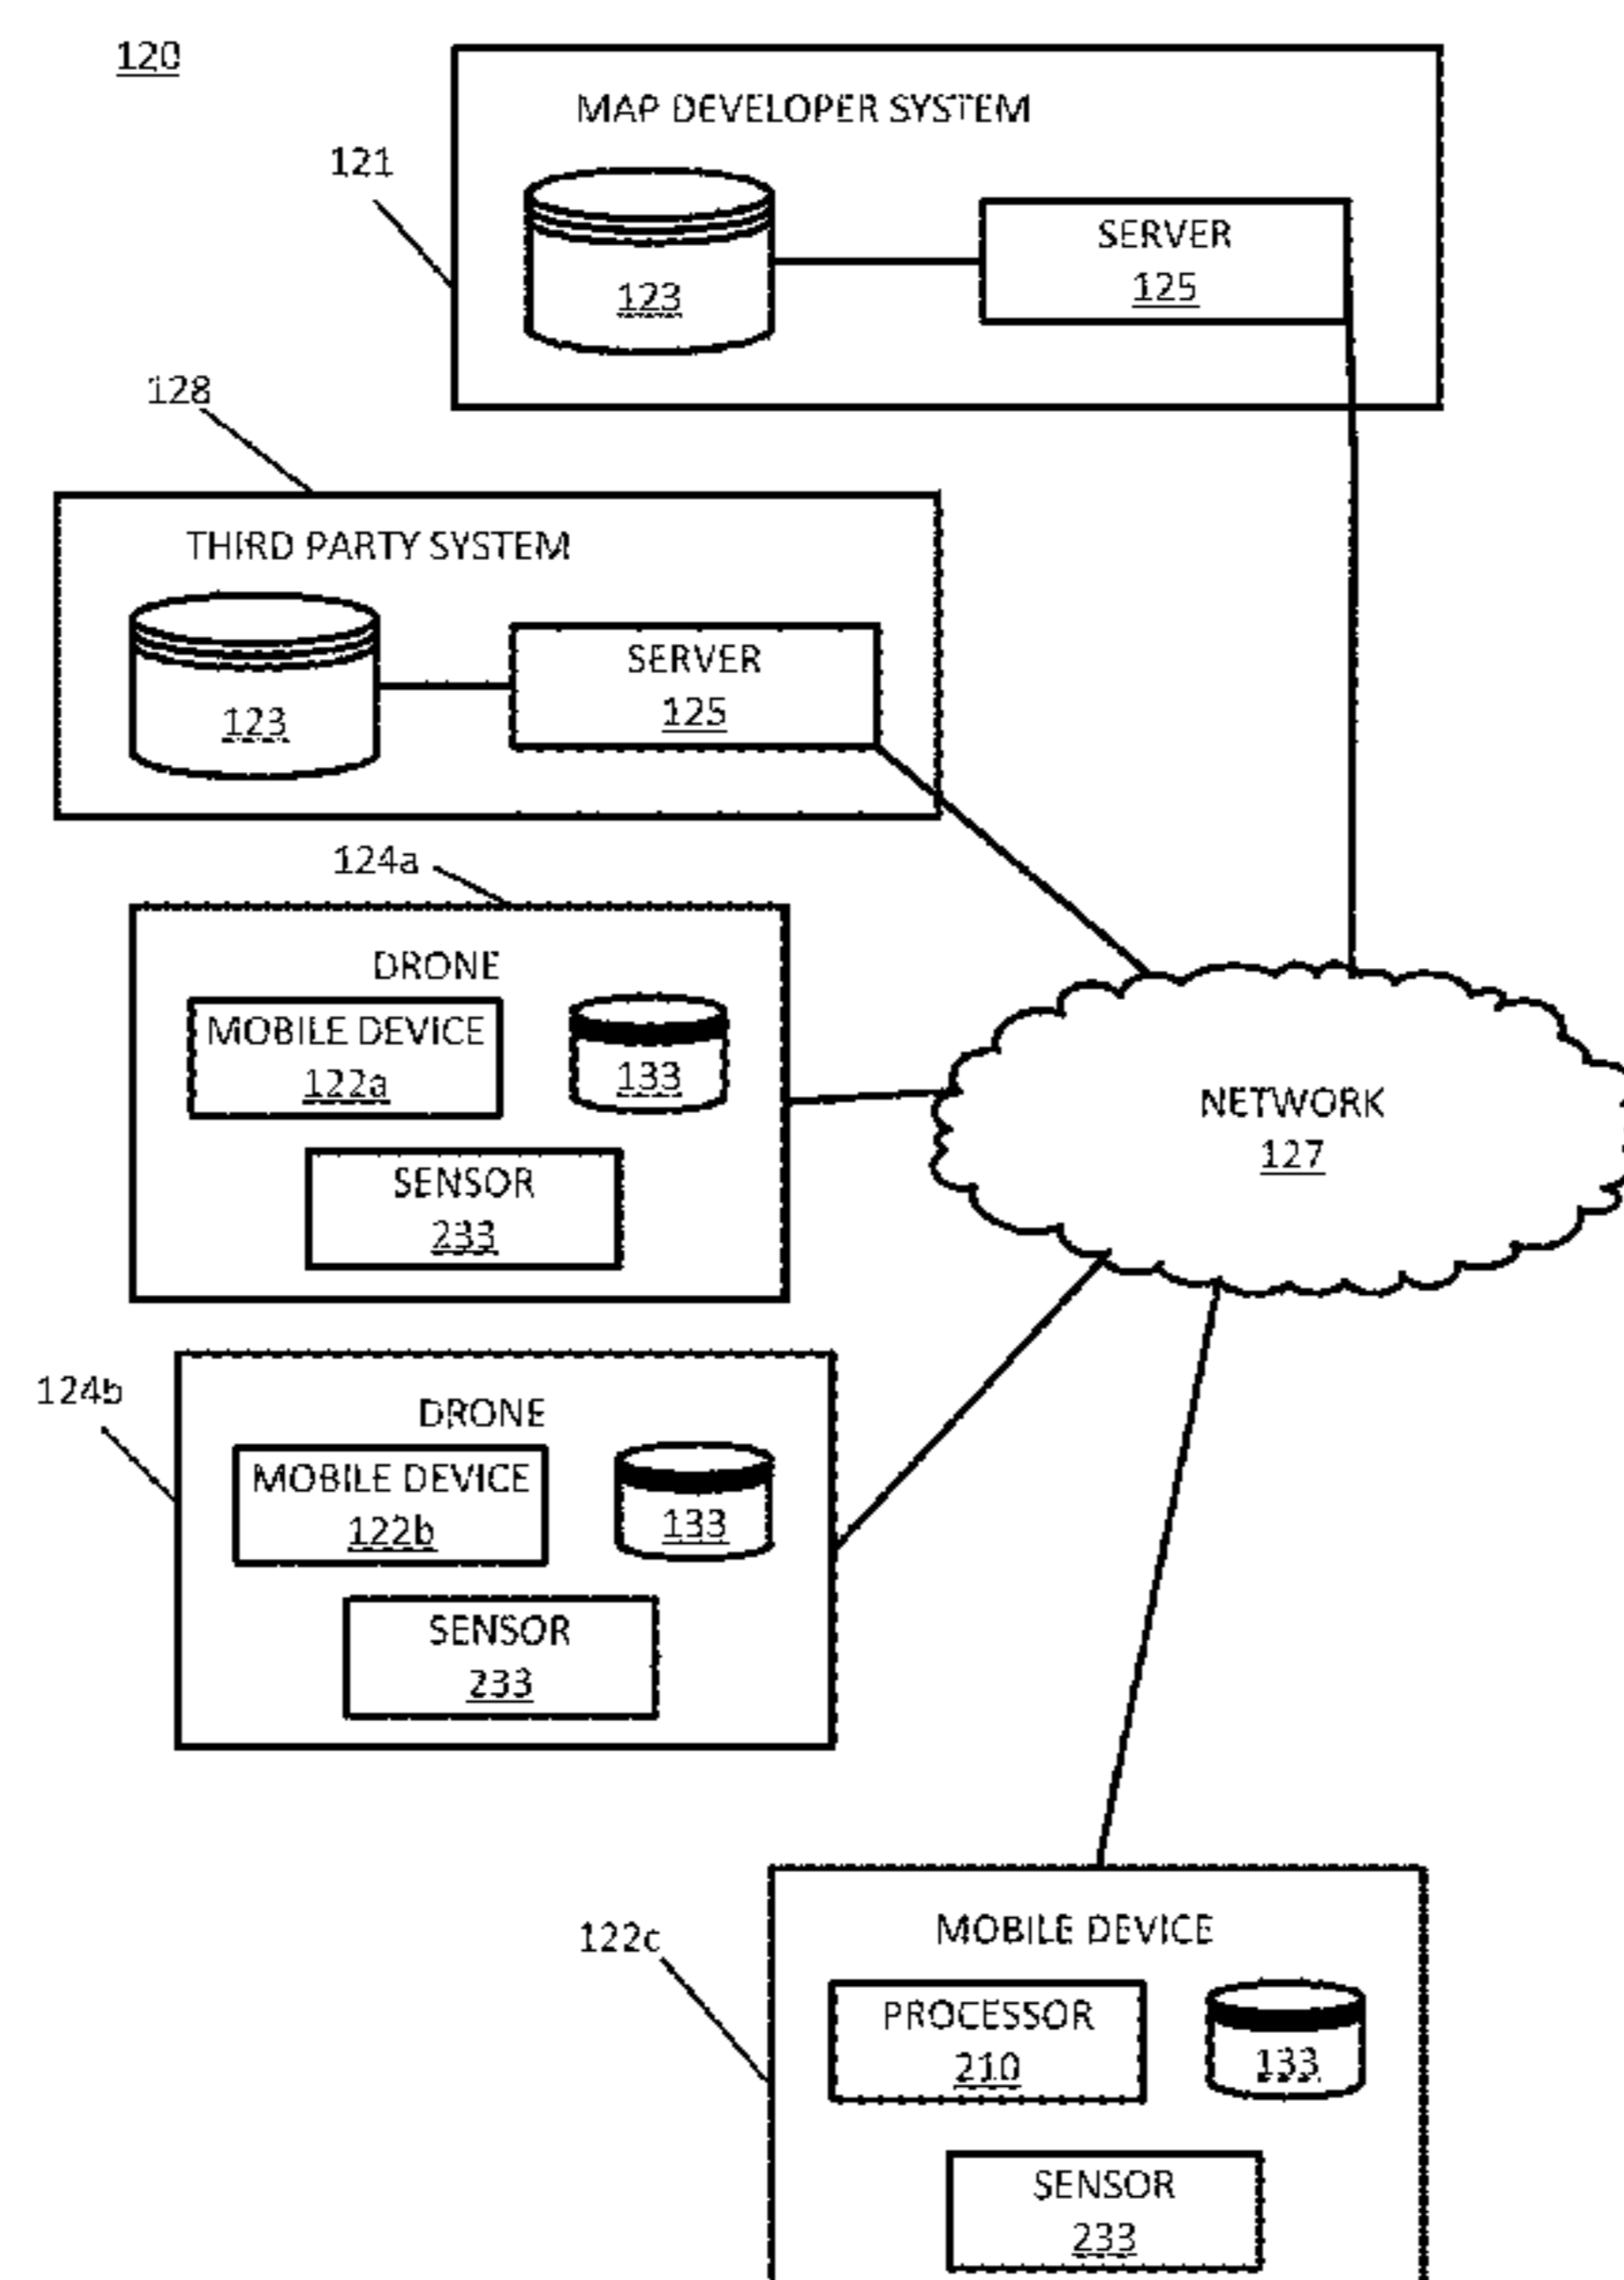 120
MAP DEVELOPER SYSTEM
121
SERVER
125
123
128
THIRD PARTY SYSTEM
SERVER
125
123
124a
DRONE
MOBILE DEVICE
122a
133
SENSOR
233
NETWORK
127
124b
DRONE
MOBILE DEVICE
122b
133
SENSOR
233
122c
MOBILE DEVICE
PROCESSOR
210
133
SENSOR
233